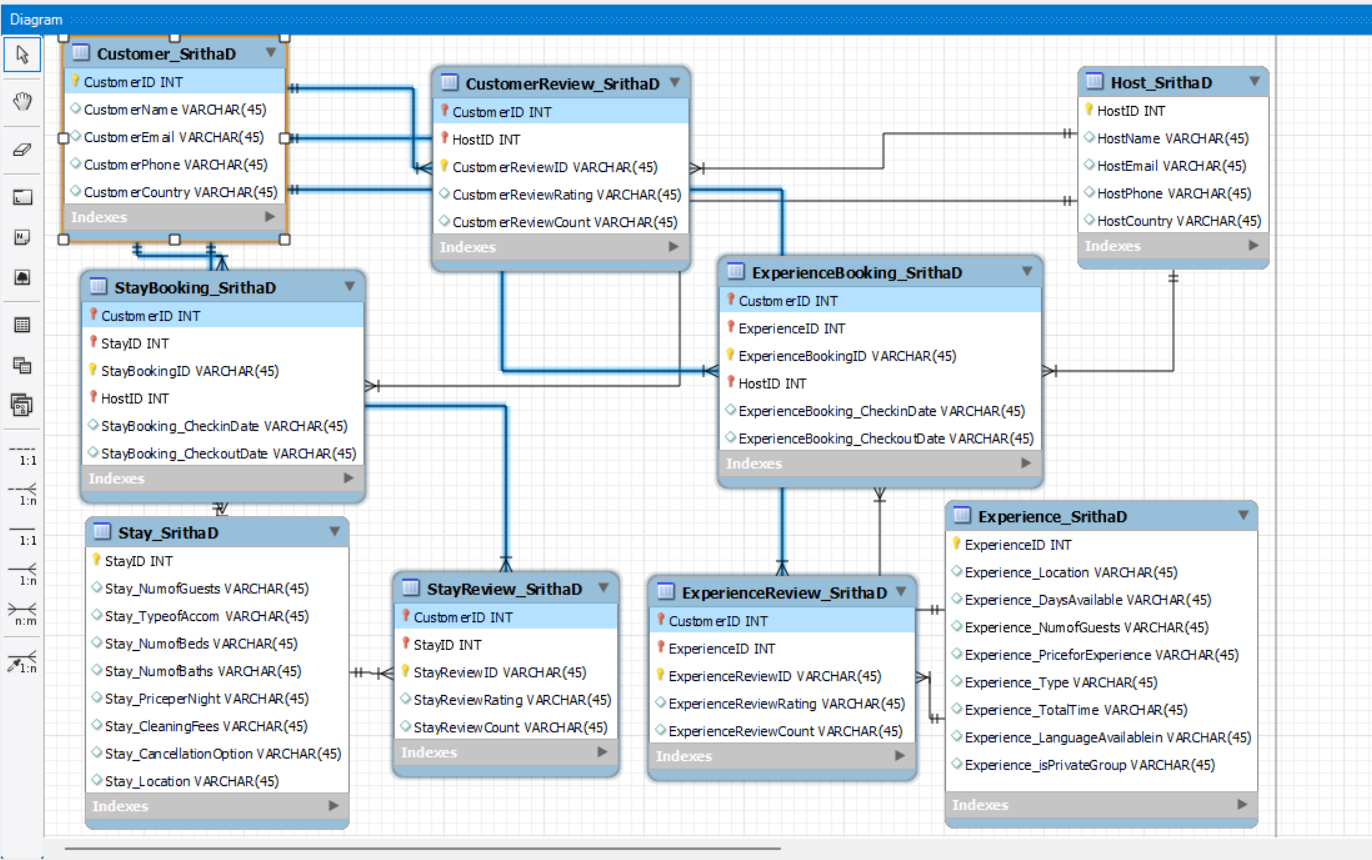 Diagram
Customer_SrithaD
CustomerID INT
CustomerName VARCHAR(45)
CustomerEmail VARCHAR(45)
CustomerPhone VARCHAR(45)
CustomerCountry VARCHAR(45)
Indexes
CustomerReview_SrithaD
CustomerID INT
HostID INT
CustomerReviewID VARCHAR(45)
CustomerReviewRating VARCHAR(45)
CustomerReviewCount VARCHAR(45)
Indexes
Host_SrithaD
HostID INT
HostName VARCHAR(45)
HostEmail VARCHAR(45)
HostPhone VARCHAR(45)
HostCountry VARCHAR(45)
Indexes
StayBooking_SrithaD
CustomerID INT
StayID INT
StayBookingID VARCHAR(45)
HostID INT
StayBooking_CheckinDate VARCHAR(45)
StayBooking_CheckoutDate VARCHAR(45)
Indexes
ExperienceBooking_SrithaD
CustomerID INT
ExperienceID INT
ExperienceBookingID VARCHAR(45)
HostID INT
ExperienceBooking_CheckinDate VARCHAR(45)
ExperienceBooking_CheckoutDate VARCHAR(45)
Indexes
Stay_SrithaD
StayID INT
Stay_NumofGuests VARCHAR(45)
Stay_TypeofAccom VARCHAR(45)
Stay_NumofBeds VARCHAR(45)
Stay_NumofBaths VARCHAR(45)
Stay_PriceperNight VARCHAR(45)
Stay_CleaningFees VARCHAR(45)
Stay_CancellationOption VARCHAR(45)
Stay_Location VARCHAR(45)
Indexes
StayReview_SrithaD
CustomerID INT
StayID INT
StayReviewID VARCHAR(45)
StayReviewRating VARCHAR(45)
StayReviewCount VARCHAR(45)
Indexes
ExperienceReview_SrithaD
CustomerID INT
ExperienceID INT
ExperienceReviewID VARCHAR(45)
ExperienceReviewRating VARCHAR(45)
ExperienceReviewCount VARCHAR(45)
Indexes
Experience_SrithaD
ExperienceID INT
Experience_Location VARCHAR(45)
Experience_DaysAvailable VARCHAR(45)
Experience_NumofGuests VARCHAR(45)
Experience_PriceforExperience VARCHAR(45)
Experience_Type VARCHAR(45)
Experience_TotalTime VARCHAR(45)
Experience_LanguageAvailablein VARCHAR(45)
Experience_isPrivateGroup VARCHAR(45)
Indexes
1:1
1:n
1:1
1:n
n:m
1:n